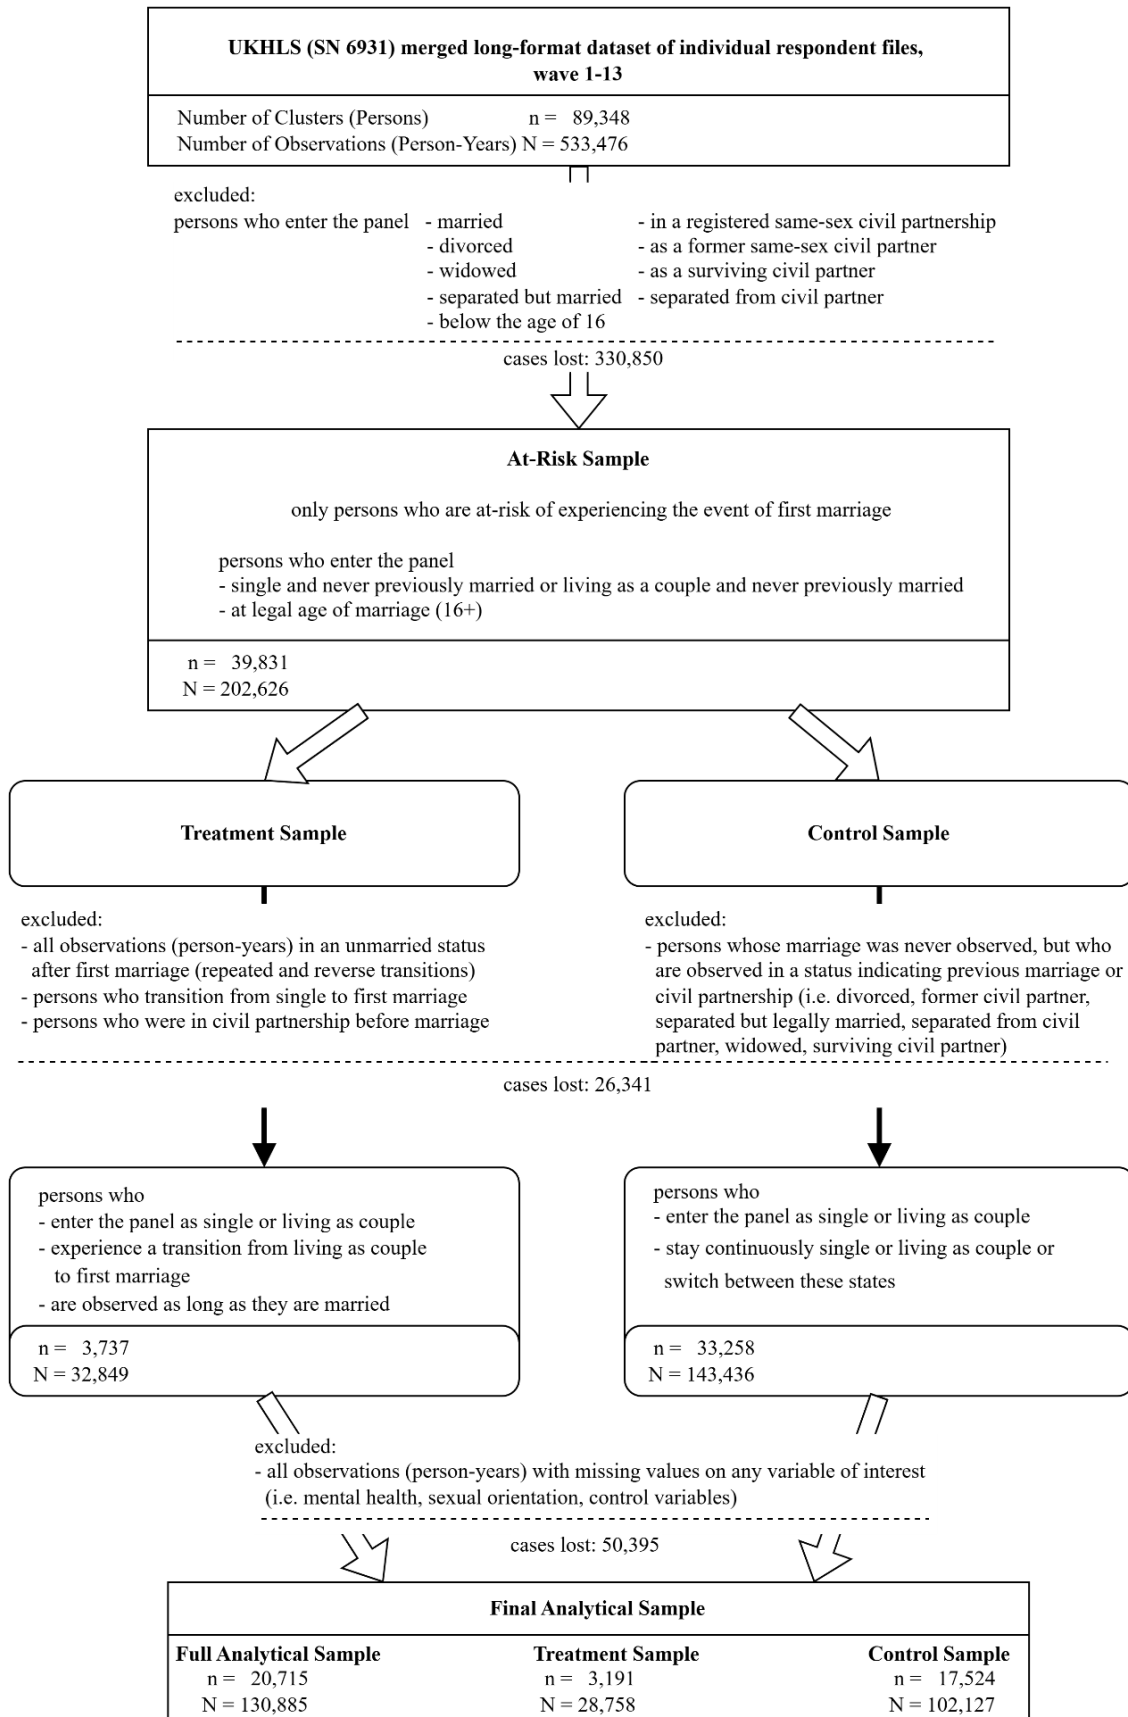 UKHLS (SN 6931) merged long-format dataset of individual respondent files,
wave 1-13
Number of Clusters (Persons) n = 89,348
Number of Observations (Person-Years) N = 533,476
excluded:
persons who enter the panel - married - in a registered same-sex civil partnership
- divorced - as a former same-sex civil partner
- widowed - as a surviving civil partner
- separated but married - separated from civil partner
- below the age of 16
cases lost: 330,850
At-Risk Sample
only persons who are at-risk of experiencing the event of first marriage
persons who enter the panel
- single and never previously married or living as a couple and never previously married
- at legal age of marriage (16+)
n = 39,831
N = 202,626
Treatment Sample
excluded:
- all observations (person-years) in an unmarried status
after first marriage (repeated and reverse transitions)
- persons who transition from single to first marriage
- persons who were in civil partnership before marriage
Control Sample
excluded:
- persons whose marriage was never observed, but who
are observed in a status indicating previous marriage or
civil partnership (i.e. divorced, former civil partner,
separated but legally married, separated from civil
partner, widowed, surviving civil partner)
cases lost: 26,341
persons who
- enter the panel as single or living as couple
- experience a transition from living as couple
to first marriage
- are observed as long as they are married
n = 3,737
N = 32,849
persons who
- enter the panel as single or living as couple
- stay continuously single or living as couple or
switch between these states
n = 33,258
N = 143,436
excluded:
- all observations (person-years) with missing values on any variable of interest
(i.e. mental health, sexual orientation, control variables)
cases lost: 50,395
Final Analytical Sample
Full Analytical Sample Treatment Sample Control Sample
n = 20,715 n = 3,191 n = 17,524
N = 130,885 N = 28,758 N = 102,127